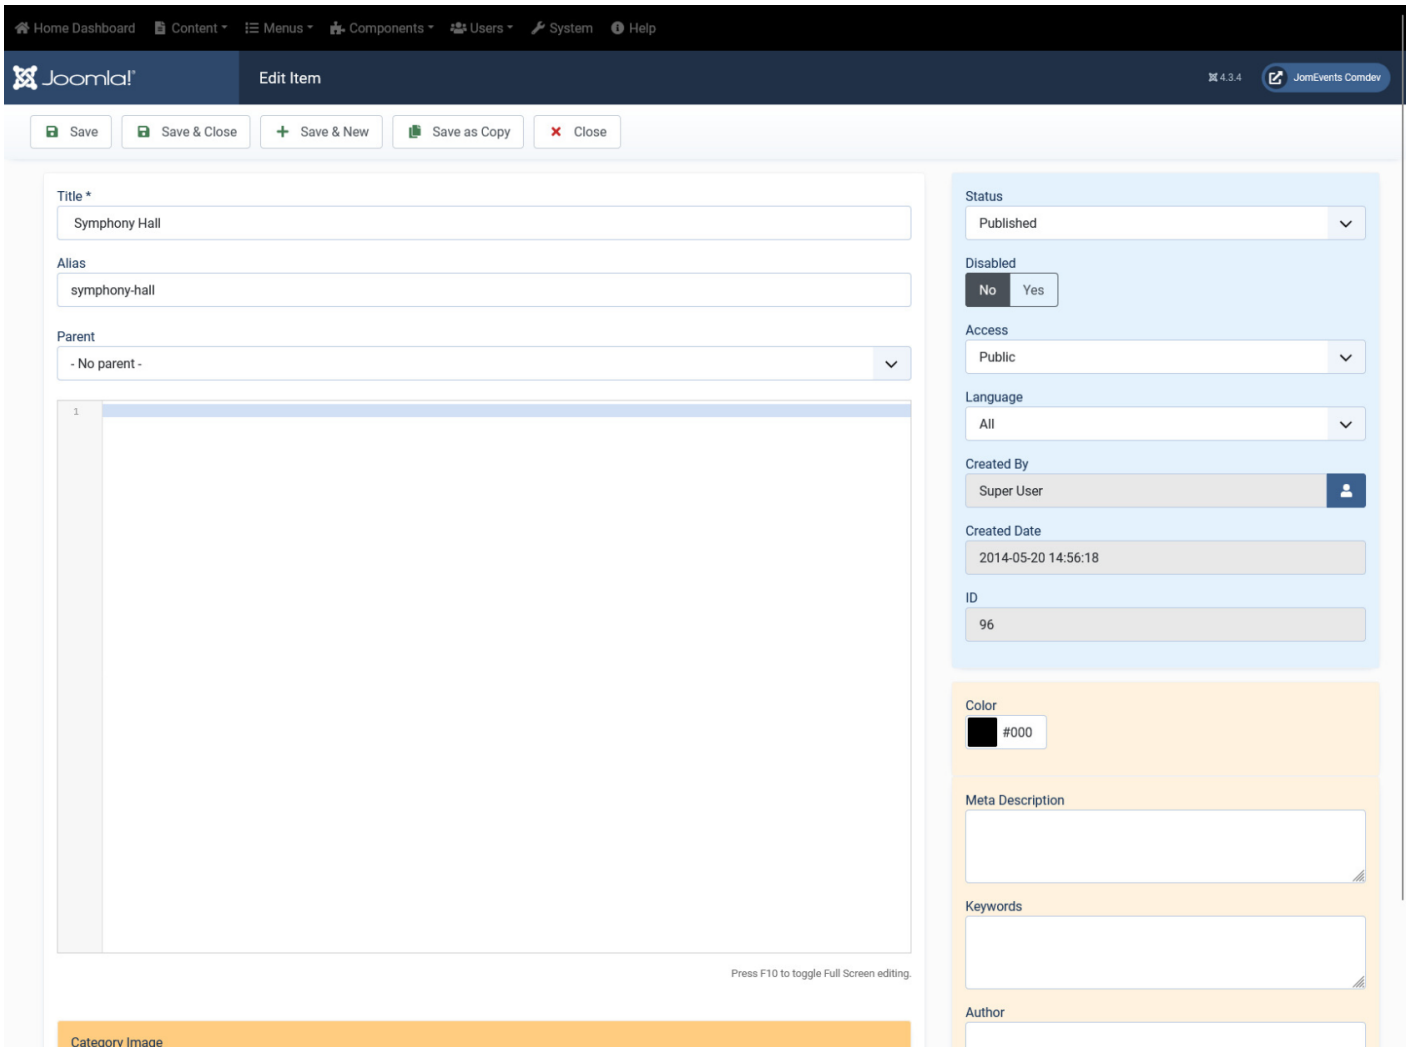 Home Dashboard Content Menus Components Users System Help
Joomla!® Edit Item 4.3.4 JomEvents Comdev
Save Save & Close Save & New Save as Copy Close
Title *
Symphony Hall
Alias
symphony-hall
Parent
- No parent -
1
Press F10 to toggle Full Screen editing.
Category Image
Status
Published
Disabled
No Yes
Access
Public
Language
All
Created By
Super User
Created Date
2014-05-20 14:56:18
ID
96
Color
#000
Meta Description
Keywords
Author